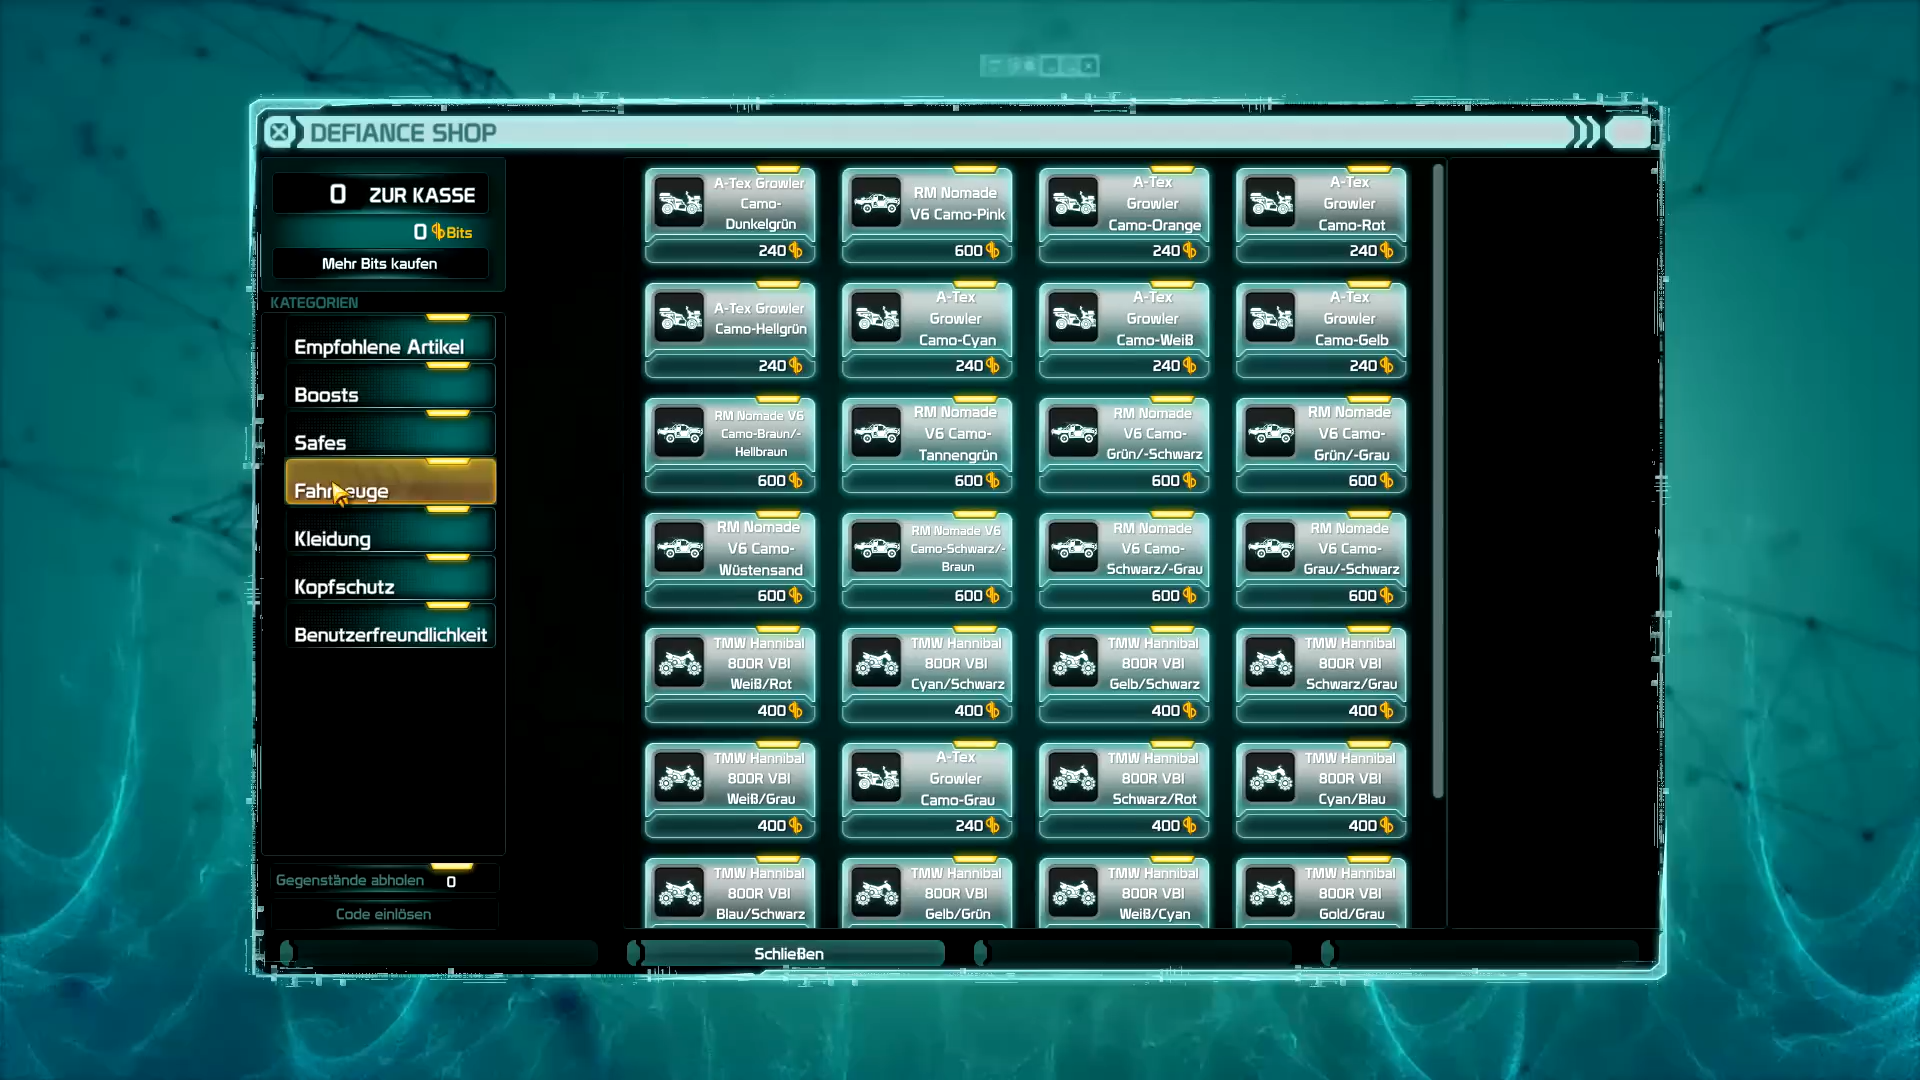 DEFIANCE SHOP
0 ZUR KASSE
0 Bits
Mehr Bits kaufen
KATEGORIEN
Empfohlene Artikel
Boosts
Safes
Fahrzeuge
Kleidung
Kopfschutz
Benutzerfreundlichkeit
Gegenstände abholen 0
Code einlösen
A-Tex Growler
Camo-
Dunkelgrün
240
RM Nomade
V6 Camo-Pink
600
A-Tex
Growler
Camo-Orange
240
A-Tex
Growler
Camo-Rot
240
A-Tex Growler
Camo-Hellgrün
240
A-Tex
Growler
Camo-Cyan
240
A-Tex
Growler
Camo-Weiß
240
A-Tex
Growler
Camo-Gelb
240
RM Nomade V6
Camo-Braun/-
Hellbraun
600
RM Nomade
V6 Camo-
Tannengrün
600
RM Nomade
V6 Camo-
Grün/-Schwarz
600
RM Nomade
V6 Camo-
Grün/-Grau
600
RM Nomade
V6 Camo-
Wüstensand
600
RM Nomade V6
Camo-Schwarz/-
Braun
600
RM Nomade
V6 Camo-
Schwarz/-Grau
600
RM Nomade
V6 Camo-
Grau/-Schwarz
600
TMW Hannibal
800R VBI
Weiß/Rot
400
TMW Hannibal
800R VBI
Cyan/Schwarz
400
TMW Hannibal
800R VBI
Gelb/Schwarz
400
TMW Hannibal
800R VBI
Schwarz/Grau
400
TMW Hannibal
800R VBI
Weiß/Grau
400
A-Tex
Growler
Camo-Grau
240
TMW Hannibal
800R VBI
Schwarz/Rot
400
TMW Hannibal
800R VBI
Cyan/Blau
400
TMW Hannibal
800R VBI
Blau/Schwarz
TMW Hannibal
800R VBI
Gelb/Grün
TMW Hannibal
800R VBI
Weiß/Cyan
TMW Hannibal
800R VBI
Gold/Grau
Schließen